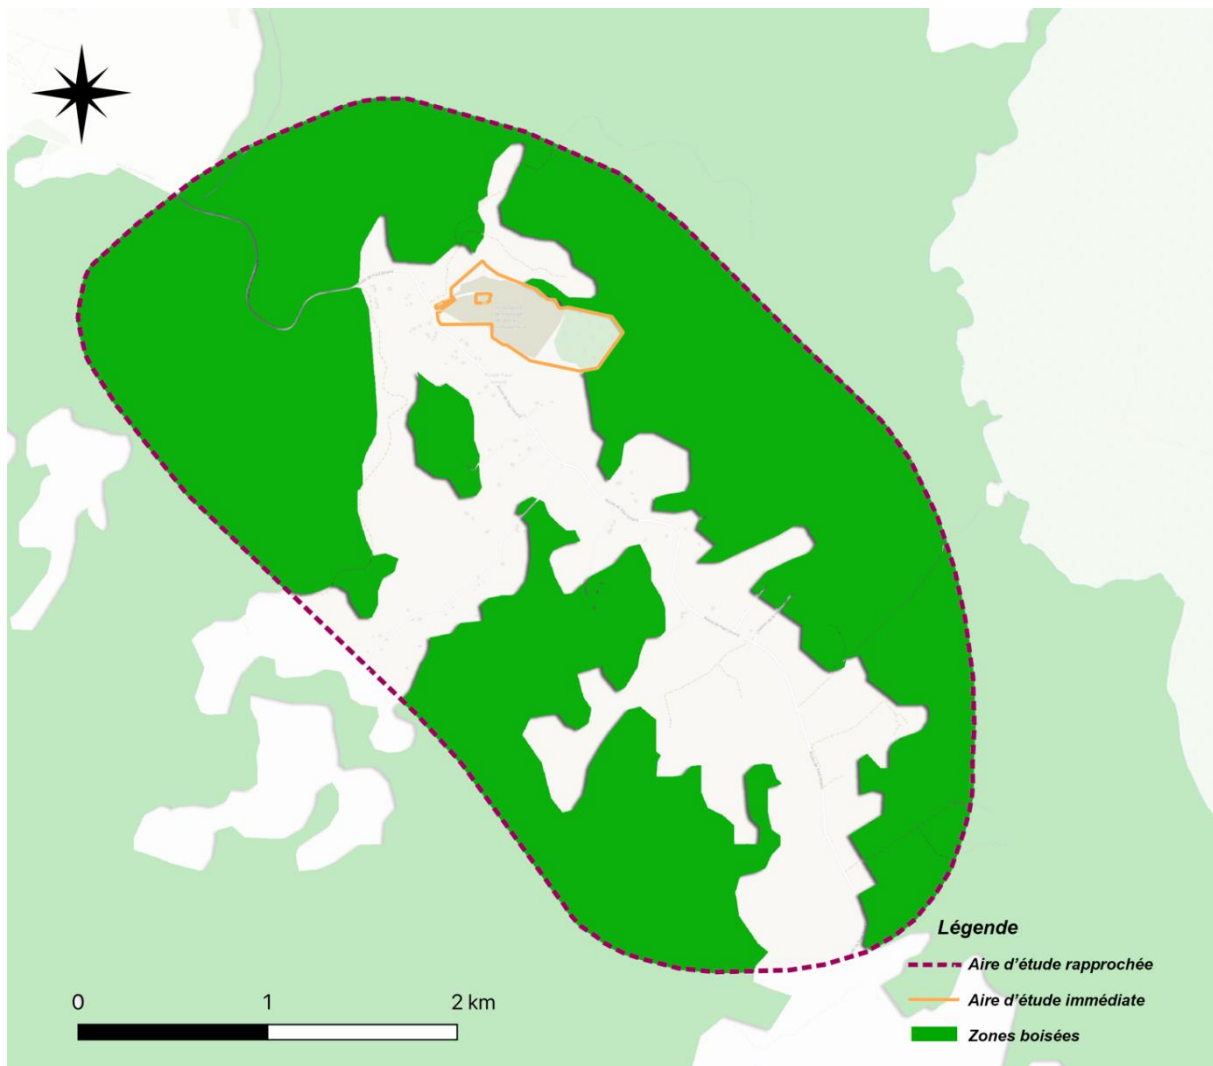 0 1 2 km
Légende
Aire d'étude rapprochée
Aire d'étude immédiate
Zones boisées